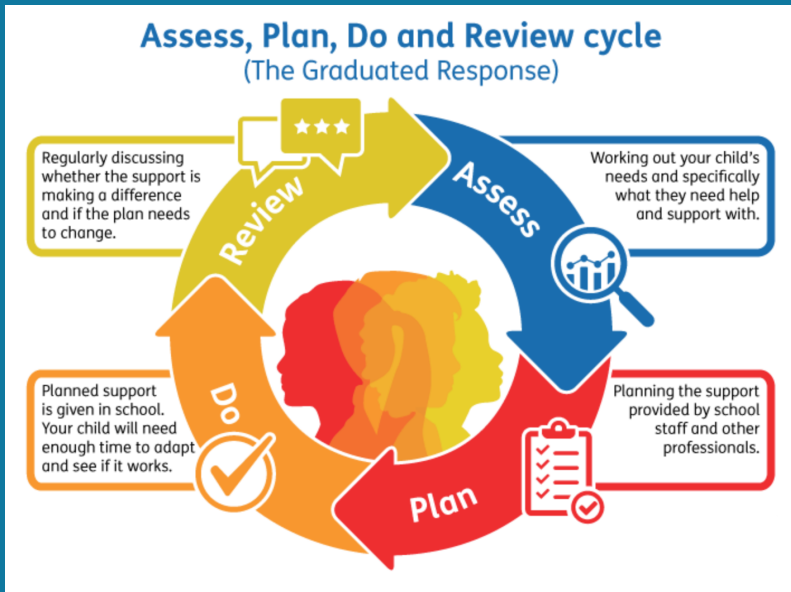 Assess, Plan, Do and Review cycle
(The Graduated Response)
Assess
Working out your child's
needs and specifically
what they need help
and support with.
Plan
Planning the support
provided by school
staff and other
professionals.
Do
Planned support
is given in school.
Your child will need
enough time to adapt
and see if it works.
Review
Regularly discussing
whether the support is
making a difference
and if the plan needs
to change.